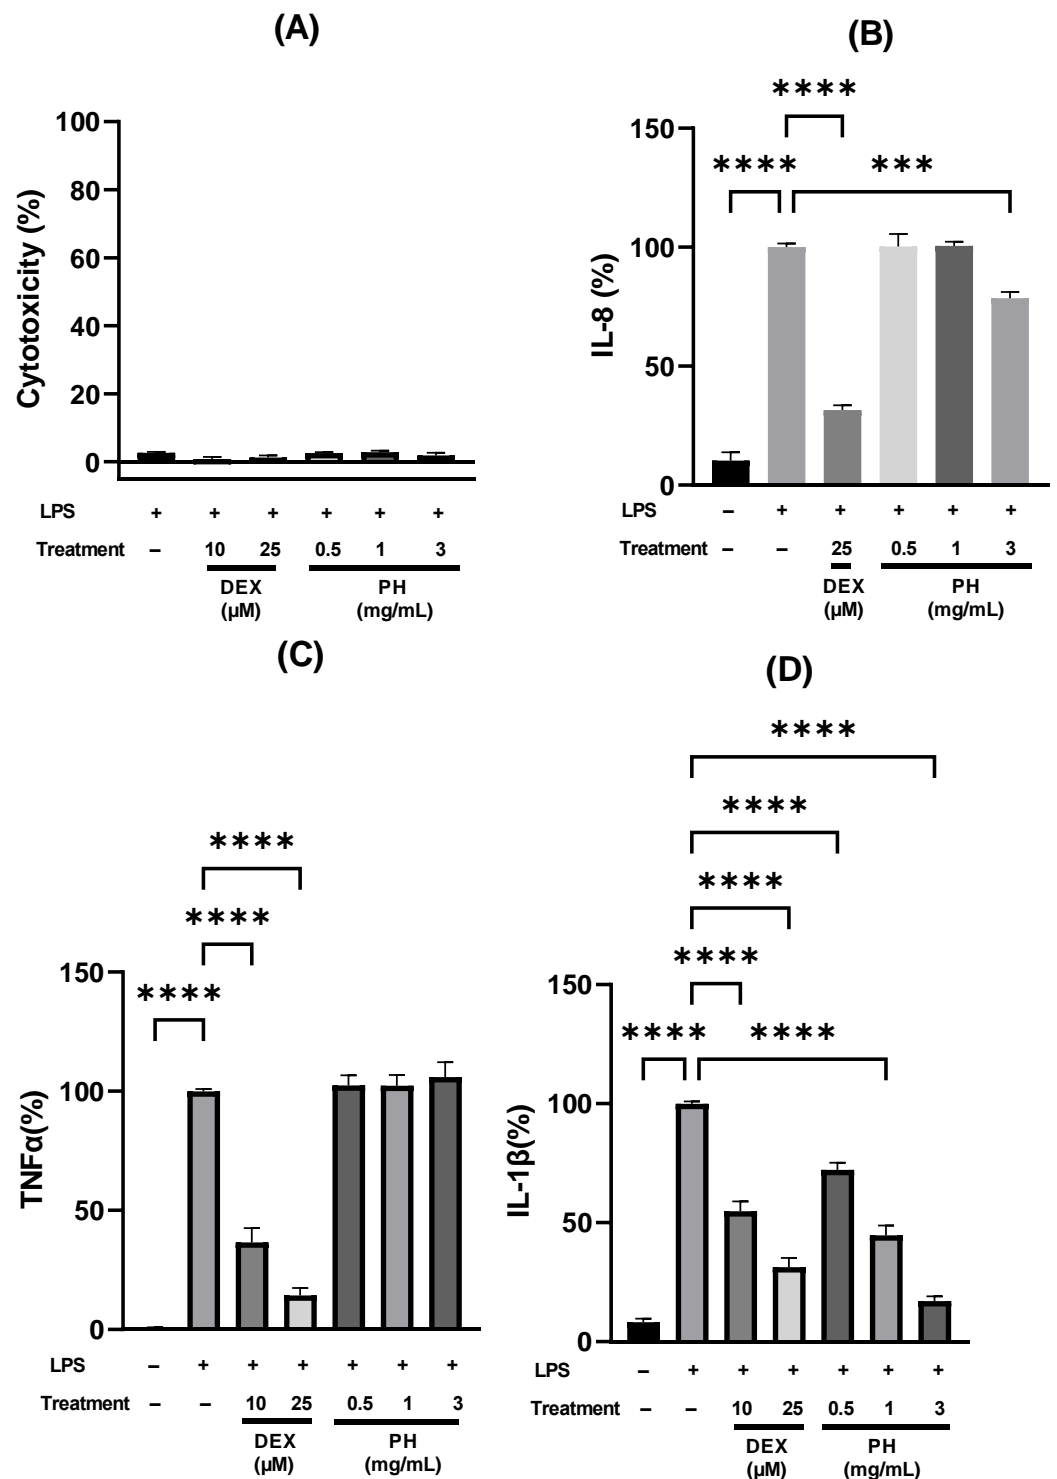 (A)
100
80
60
40
20
0
Cytotoxicity (%)
LPS + + + + + +
Treatment – 10 25 0.5 1 3
DEX PH
(µM) (mg/mL)
(B)
****
**** ***
150
100
50
0
IL-8 (%)
LPS – + + + + +
Treatment – – 25 0.5 1 3
DEX PH
(µM) (mg/mL)
(C)
****
****
****
150
100
50
0
TNFα(%)
LPS – + + + + + +
Treatment – – 10 25 0.5 1 3
DEX PH
(µM) (mg/mL)
(D)
****
****
****
****
**** ****
150
100
50
0
IL-1β(%)
LPS – + + + + + +
Treatment – – 10 25 0.5 1 3
DEX PH
(µM) (mg/mL)